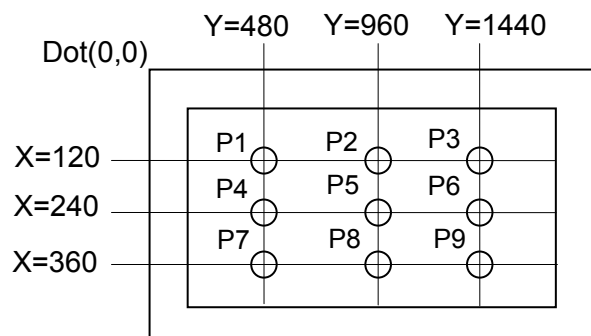 Y=480 Y=960 Y=1440
Dot(0,0)
P1 P2 P3
X=120
P4 P5 P6
X=240
P7 P8 P9
X=360